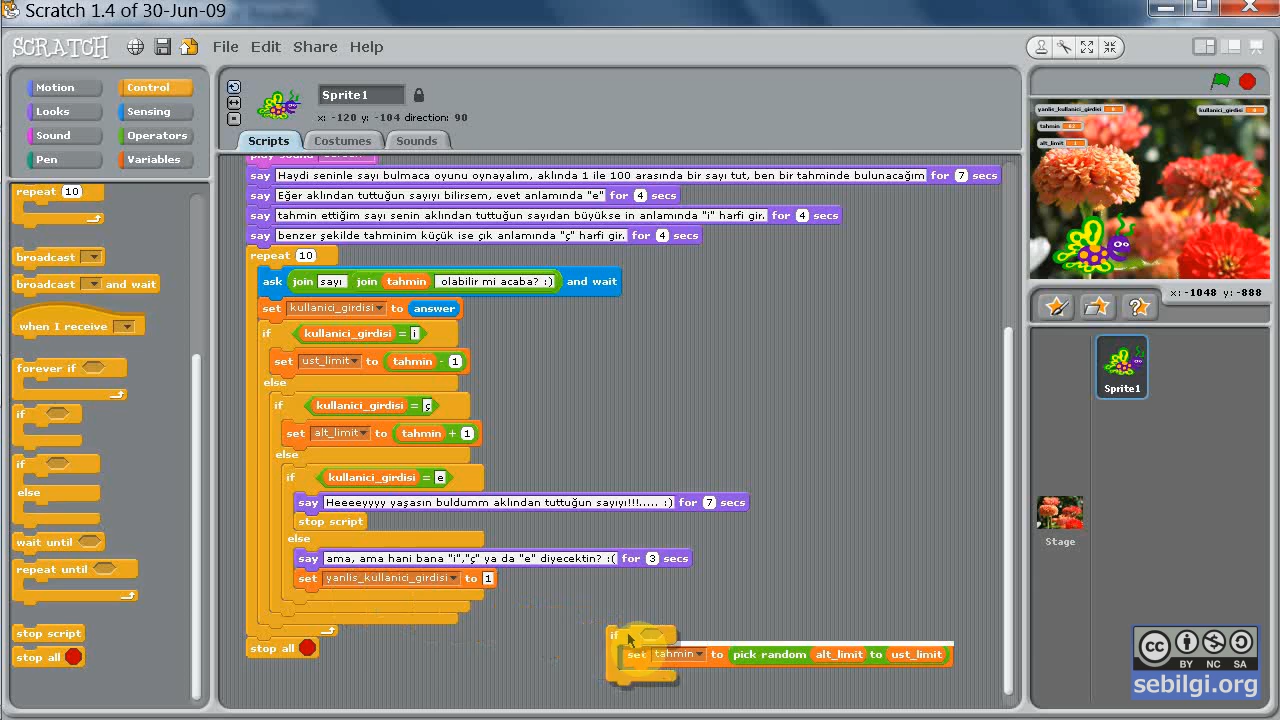 Scratch 1.4 of 30-Jun-09
SCRATCH File Edit Share Help
Motion Control
Looks Sensing
Sound Operators
Pen Variables
Sprite1
x: -126 y: -104 direction: 90
Scripts Costumes Sounds
repeat 10
broadcast
broadcast and wait
when I receive
forever if
if
if
else
wait until
repeat until
stop script
stop all
say Haydi seninle sayı bulmaca oyunu oynayalım, aklında 1 ile 100 arasında bir sayı tut, ben bir tahminde bulunacağım for 7 secs
say Eğer aklından tuttuğun sayıyı bilirsem, evet anlamında "e" for 4 secs
say tahmin ettiğim sayı senin aklından tuttuğun sayıdan büyükse in anlamında "i" harfi gir. for 4 secs
say benzer şekilde tahminim küçük ise çık anlamında "ç" harfi gir. for 4 secs
repeat 10
ask join sayı join tahmin olabilir mi acaba? :) and wait
set kullanici_girdisi to answer
if kullanici_girdisi = i
set ust_limit to tahmin - 1
else
if kullanici_girdisi = ç
set alt_limit to tahmin + 1
else
if kullanici_girdisi = e
say Heeeeyyyy yaşasın buldumm aklından tuttuğun sayıyı!!!..... :) for 7 secs
stop script
else
say ama, ama hani bana "i","ç" ya da "e" diyecektin? :( for 3 secs
set yanlis_kullanici_girdisi to 1
stop all
if
set tahmin to pick random alt_limit to ust_limit
yanlis_kullanici_girdisi
kullanici_girdisi
tahmin
alt_limit
x: -1048 y: -888
Sprite1
Stage
cc BY NC SA
sebilgi.org